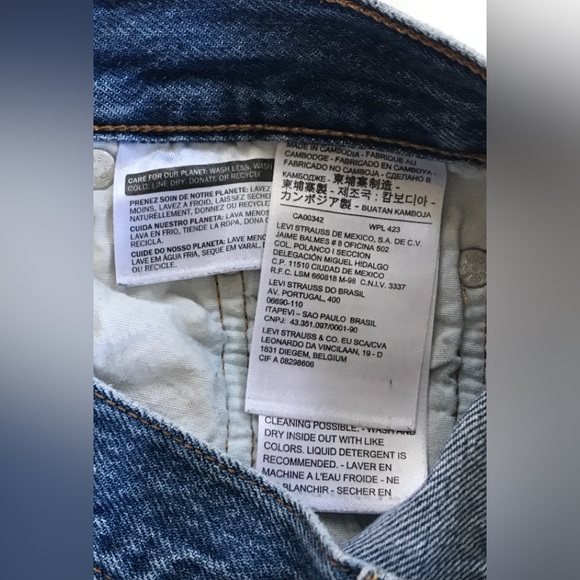 CARE FOR OUR PLANET: WASH LESS, WASH
COLD, LINE DRY, DONATE OR RECYCLE
PRENEZ SOIN DE NOTRE PLANETE: LAVEZ
MOINS, LAVEZ A FROID, LAISSEZ SECHER
NATURELLEMENT, DONNEZ OU RECYCLEZ
CUIDA NUESTRO PLANETA: LAVA MENOS
LAVA EN FRIO, TIENDE LA ROPA, DONA O
RECICLA.
CUIDE DO NOSSO PLANETA: LAVE MENOS
LAVE EM ÁGUA FRIA, SEQUE EM VARAL, D
OU RECICLE.
MADE IN CAMBODIA - FABRIQUE AU
CAMBODGE - FABRICADO EN CAMBOYA -
FABRICADO NO CAMBOJA - СДЕЛАНО В
КАМБОДЖЕ - 柬埔寨制造 -
柬埔寨製 - 제조국 : 캄보디아 -
カンボジア製 - BUATAN KAMBOJA
CA00342 WPL 423
LEVI STRAUSS DE MEXICO, S.A. DE C.V.
JAIME BALMES # 8 OFICINA 502
COL. POLANCO I SECCION
DELEGACIÓN MIGUEL HIDALGO
C.P. 11510 CIUDAD DE MEXICO
R.F.C. LSM 660818 M-98 C.N.I.V. 3337
LEVI STRAUSS DO BRASIL
AV. PORTUGAL, 400
06690-110
ITAPEVI – SAO PAULO BRASIL
CNPJ: 43.351.097/0001-90
LEVI STRAUSS & CO. EU SCA/CVA
LEONARDO DA VINCILAAN, 19 - D
1831 DIEGEM, BELGIUM
CIF A 08298606
CLEANING POSSIBLE. - WASH AND
DRY INSIDE OUT WITH LIKE
COLORS. LIQUID DETERGENT IS
RECOMMENDED. - LAVER EN
MACHINE A L'EAU FROIDE - NE
BLANCHIR - SECHER EN